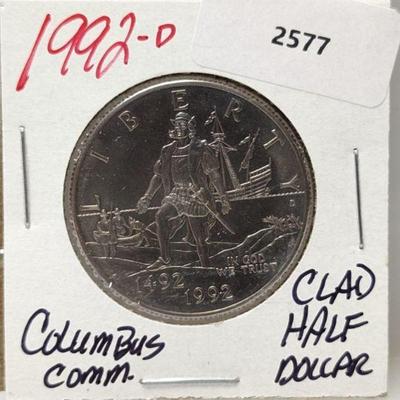 1992-D
2577
LIBERTY
D
IN GOD
WE TRUST
1492
1992
COLUMBUS
COMM.
CLAD
HALF
DOLLAR